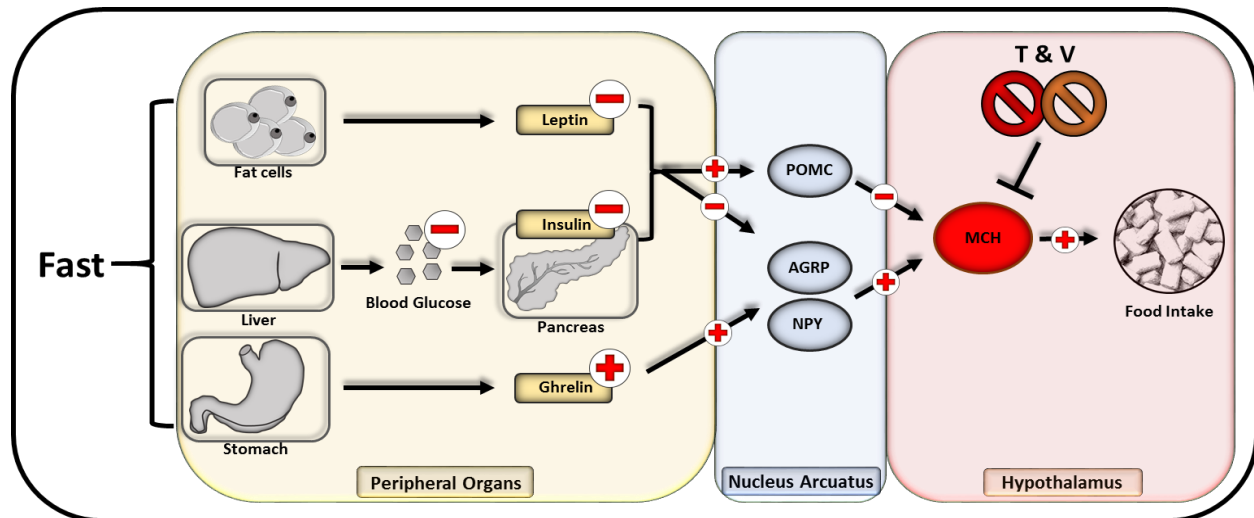 Fast
Fat cells
Leptin
Liver
Blood Glucose
Insulin
Pancreas
Stomach
Ghrelin
Peripheral Organs
POMC
AGRP
NPY
Nucleus Arcuatus
T & V
MCH
Food Intake
Hypothalamus